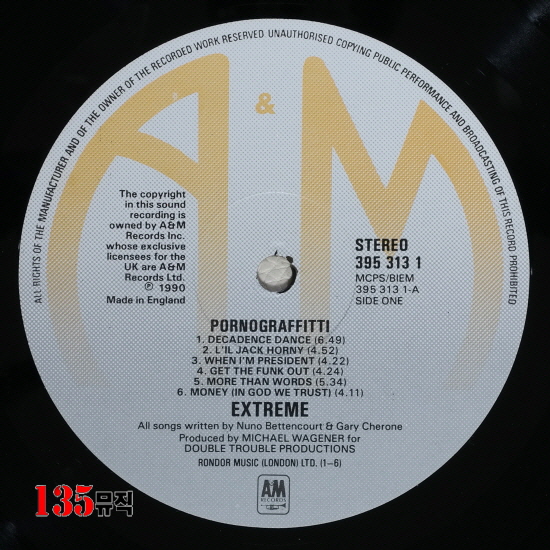 ALL RIGHTS OF THE MANUFACTURER AND OF THE OWNER OF THE RECORDED WORK RESERVED. UNAUTHORISED COPYING PUBLIC PERFORMANCE AND BROADCASTING OF THIS RECORD PROHIBITED
A & M
The copyright
in this sound
recording is
owned by A&M
Records Inc.
whose exclusive
licensees for the
UK are A&M
Records Ltd.
℗ 1990
Made in England
STEREO
395 313 1
MCPS/BIEM
395 313 1-A
SIDE ONE
PORNOGRAFFITTI
1. DECADENCE DANCE (6.49)
2. L'IL JACK HORNY (4.52)
3. WHEN I'M PRESIDENT (4.22)
4. GET THE FUNK OUT (4.24)
5. MORE THAN WORDS (5.34)
6. MONEY (IN GOD WE TRUST) (4.11)
EXTREME
All songs written by Nuno Bettencourt & Gary Cherone
Produced by MICHAEL WAGENER for
DOUBLE TROUBLE PRODUCTIONS
RONDOR MUSIC (LONDON) LTD. (1–6)
A&M
RECORDS
135뮤직